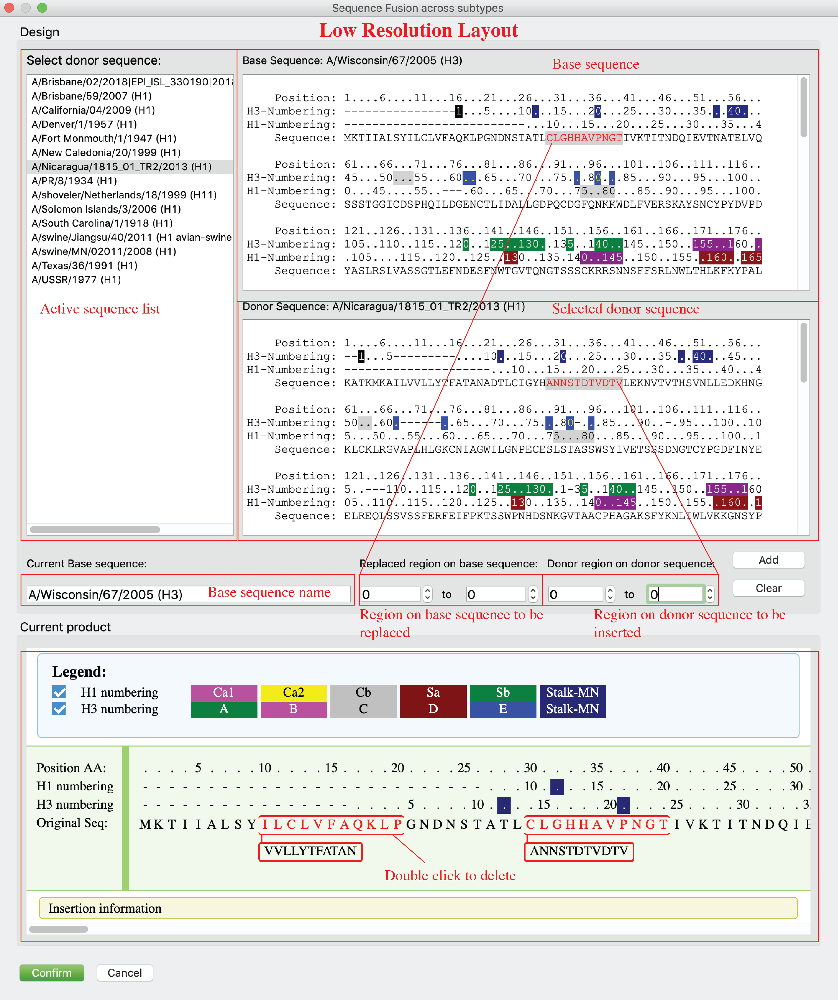 Sequence Fusion across subtypes
Low Resolution Layout
Design
Select donor sequence:
A/Brisbane/02/2018|EPI_ISL_330190|2018
A/Brisbane/59/2007 (H1)
A/California/04/2009 (H1)
A/Denver/1/1957 (H1)
A/Fort Monmouth/1/1947 (H1)
A/New Caledonia/20/1999 (H1)
A/Nicaragua/1815_01_TR2/2013 (H1)
A/PR/8/1934 (H1)
A/shoveler/Netherlands/18/1999 (H11)
A/Solomon Islands/3/2006 (H1)
A/South Carolina/1/1918 (H1)
A/swine/Jiangsu/40/2011 (H1 avian-swine
A/swine/MN/02011/2008 (H1)
A/Texas/36/1991 (H1)
A/USSR/1977 (H1)
Active sequence list
Base Sequence: A/Wisconsin/67/2005 (H3)
Base sequence
Position: 1....6....11...16...21...26...31...36...41...46...51...56...
H3-Numbering: ----------------1...5....10...15...20...25...30...35...40...
H1-Numbering: --------------------------...10...15...20...25...30...35...4
Sequence: MKTIIALSYILCLVFAQKLPGNDNSTATLCLGHHAVPNGTIVKTITNDQIEVTNATELVQ
Position: 61...66...71...76...81...86...91...96...101..106..111..116..
H3-Numbering: 45...50...55...60...65...70...75...80...85...90...95...100..
H1-Numbering: 0...45....55..---.60...65...70...75..80...85..90...95...100.
Sequence: SSSTGGICDSPHQILDGENCTLIDALLGDPQCDGFQNKKWDLFVERSKAYSNCYPYDVPD
Position: 121..126..131..136..141..146..151..156..161..166..171..176..
H3-Numbering: 105..110..115..120..125..130..135..140..145..150..155..160..
H1-Numbering: .105....115..120..125..130..135.140..145..150..155..160..165
Sequence: YASLRSLVASSGTLEFNDESFNWTGVTQNGTSSSCKRRSNNSFFSRLNWLTHLKFKYPAL
Donor Sequence: A/Nicaragua/1815_01_TR2/2013 (H1)
Selected donor sequence
Position: 1....6....11...16...21...26...31...36...41...46...51...56...
H3-Numbering: --1...5---------....10...15...20...25...30...35...40...45...
H1-Numbering: ---------------------...10...15...20...25...30...35...40...4
Sequence: KATKMKAILVVLLYTFATANADTLCIGYHANNSTDTVDTVLEKNVTVTHSVNLLEDKHNG
Position: 61...66...71...76...81...86...91...96...101..106..111..116..
H3-Numbering: 50...60.------..65...70...75...80-...85...90..-.95...100..10
H1-Numbering: 5...50...55...60...65...70...75...80...85...90...95...100..1
Sequence: KLCKLRGVAPLHLGKCNIAGWILGNPECESLSTASSWSYIVETSSSDNGTCYPGDFINYE
Position: 121..126..131..136..141..146..151..156..161..166..171..176..
H3-Numbering: 5..---110..115..120..125..130..1-35..140..145..150..155..160
H1-Numbering: 05..110..115..120..125..130..135..140..145..150..155..160..1
Sequence: ELREQLSSVSSFERFEIFPKTSSWPNHDSNKGVTAACPHAGAKSFYKNLIWLVKKGNSYP
Current Base sequence:
Replaced region on base sequence:
Donor region on donor sequence:
Add
A/Wisconsin/67/2005 (H3)
Base sequence name
0 to 0
0 to 0
Clear
Region on base sequence to be
replaced
Region on donor sequence to be
inserted
Current product
Legend:
H1 numbering Ca1 Ca2 Cb Sa Sb Stalk-MN
H3 numbering A B C D E Stalk-MN
Position AA: . . . . 5 . . . . 10 . . . . 15 . . . . 20 . . . . 25 . . . . 30 . . . . 35 . . . . 40 . . . . 45 . . . . 50 .
H1 numbering - - - - - - - - - - - - - - - - - - - - - - - - - - . . . 10 . . . . 15 . . . . 20 . . . . 25 . . . . 30 .
H3 numbering - - - - - - - - - - - - - - - - . . . . 5 . . . . 10 . . . . 15 . . . . 20 . . . . 25 . . . . 30 . . . . 3
Original Seq: M K T I I A L S Y I L C L V F A Q K L P G N D N S T A T L C L G H H A V P N G T I V K T I T N D Q I E
VVLLYTFATAN
ANNSTDTVDTV
Double click to delete
Insertion information
Confirm
Cancel